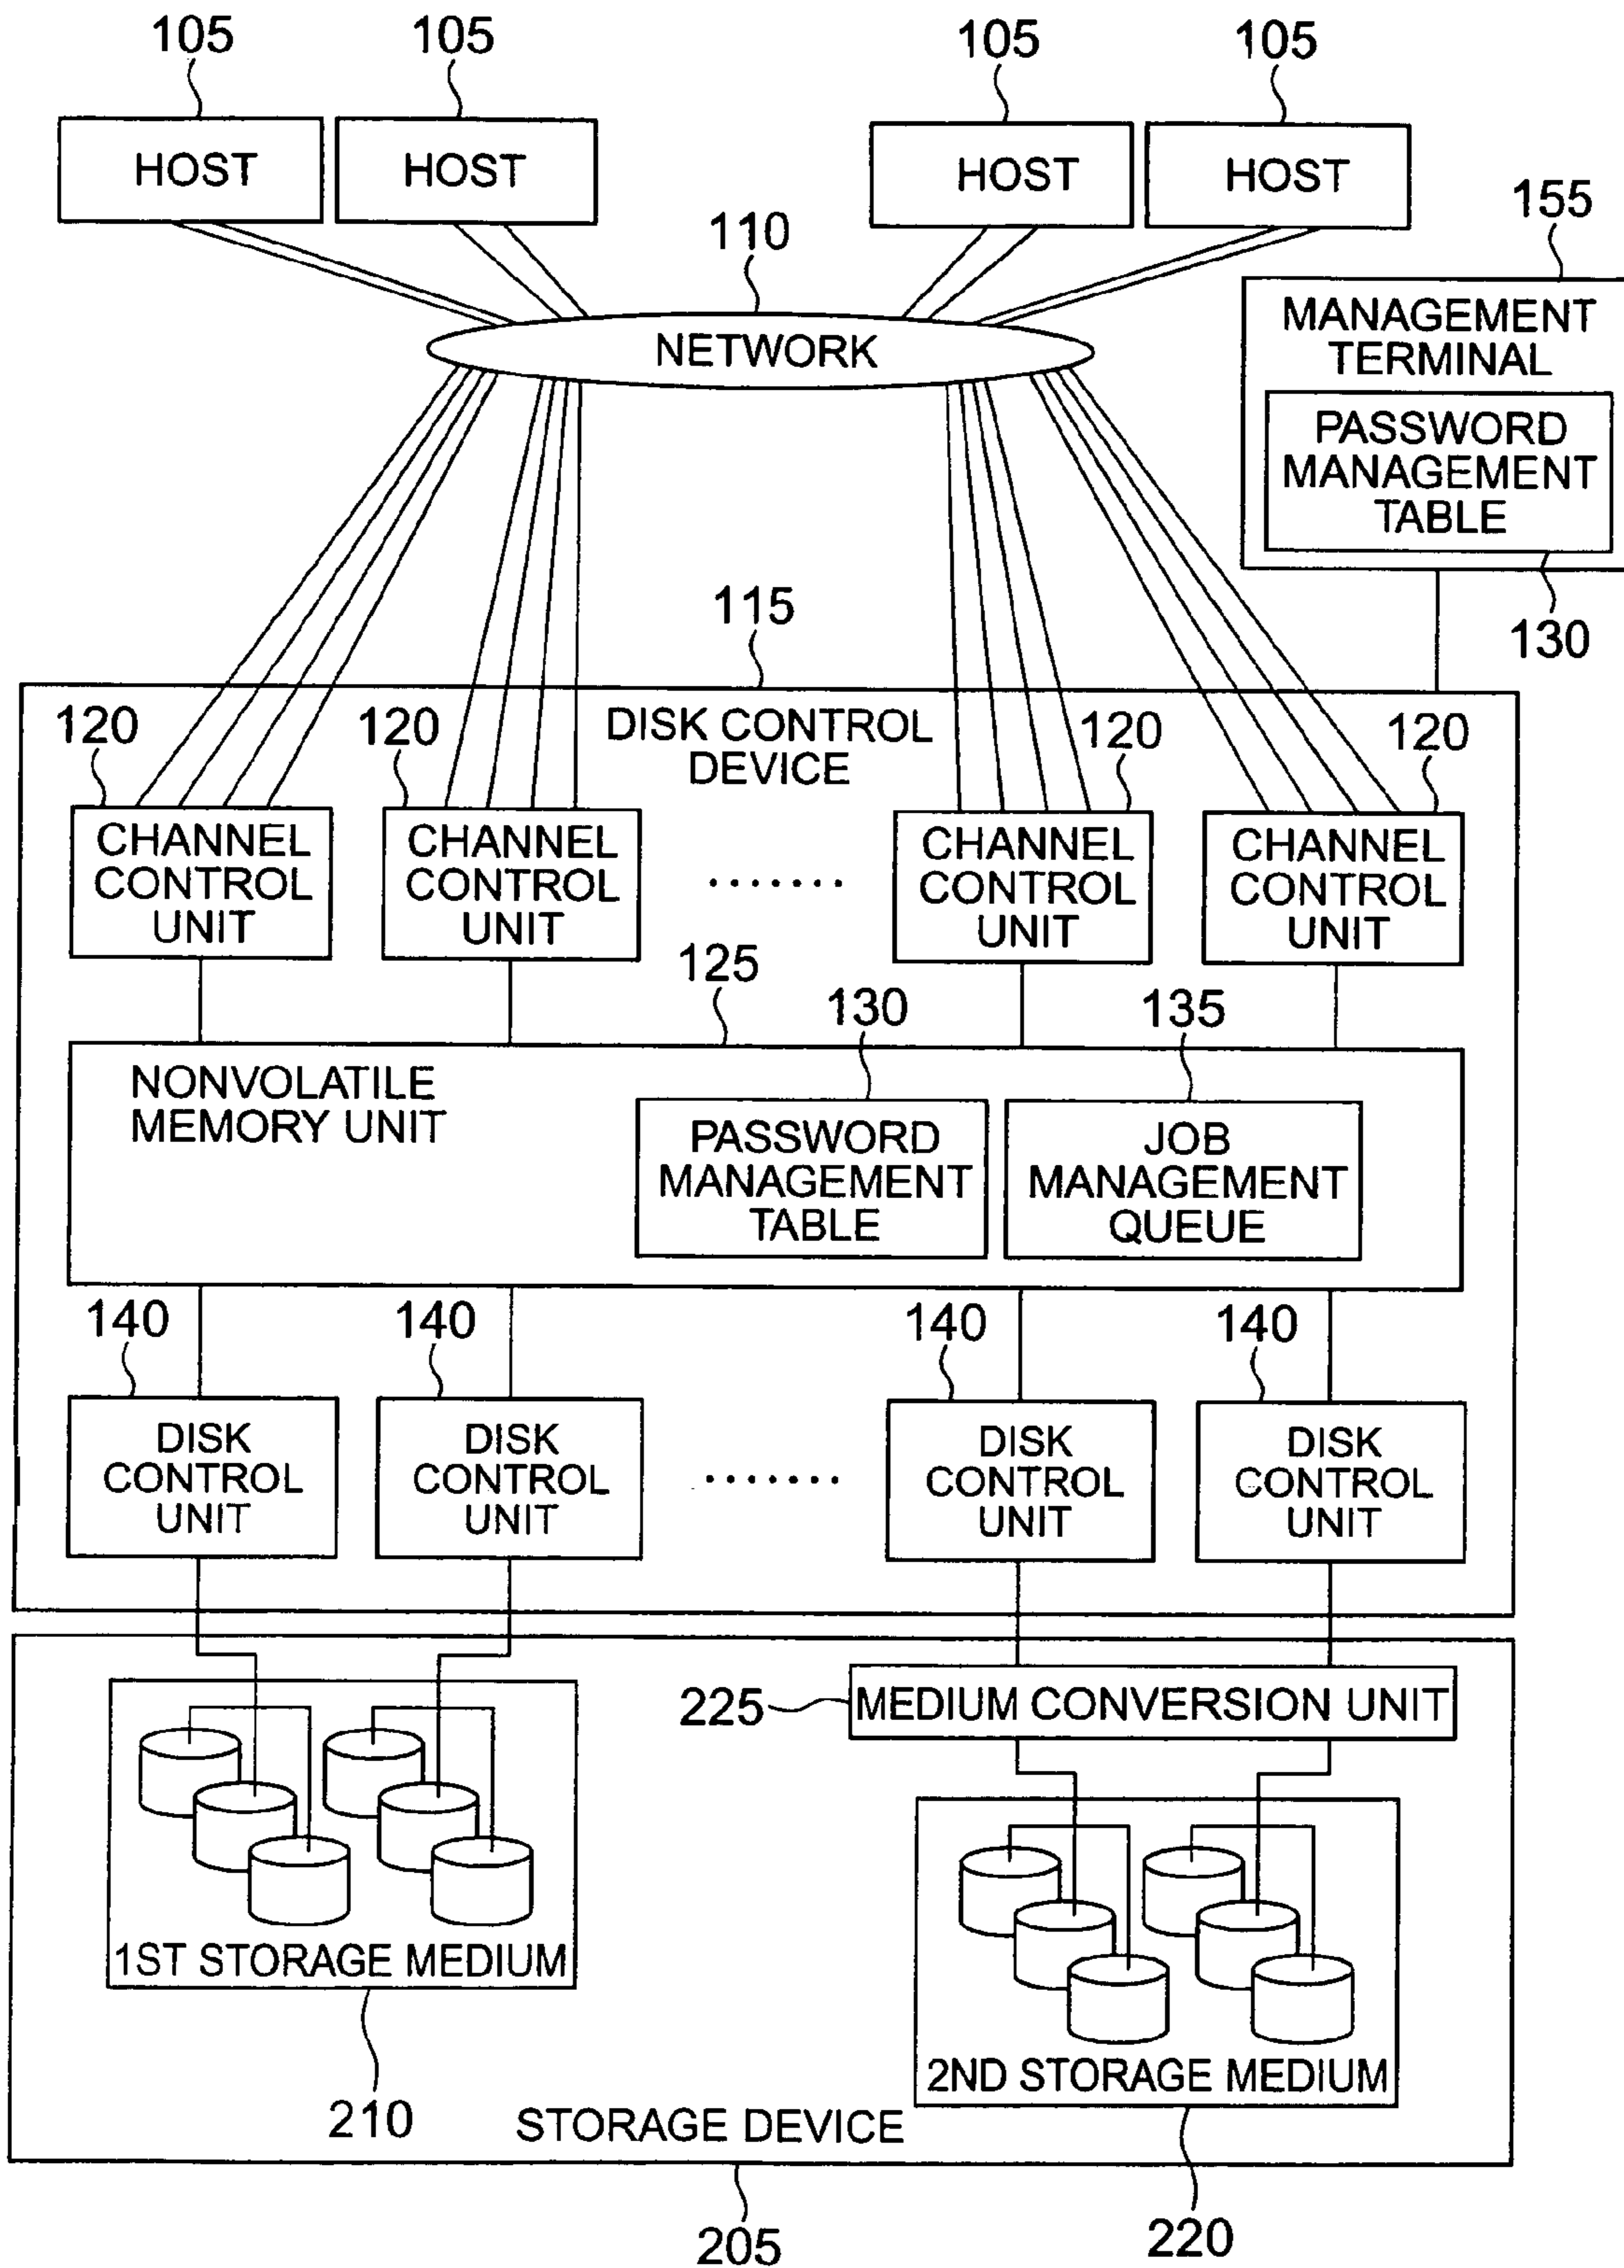 105
105
105
105
HOST
HOST
HOST
HOST
155
110
MANAGEMENT
TERMINAL
NETWORK
PASSWORD
MANAGEMENT
TABLE
130
115
DISK CONTROL
DEVICE
120
120
120
120
CHANNEL
CONTROL
UNIT
CHANNEL
CONTROL
UNIT
.......
CHANNEL
CONTROL
UNIT
CHANNEL
CONTROL
UNIT
125
130
135
NONVOLATILE
MEMORY UNIT
PASSWORD
MANAGEMENT
TABLE
JOB
MANAGEMENT
QUEUE
140
140
140
140
DISK
CONTROL
UNIT
DISK
CONTROL
UNIT
.......
DISK
CONTROL
UNIT
DISK
CONTROL
UNIT
225
MEDIUM CONVERSION UNIT
1ST STORAGE MEDIUM
210
2ND STORAGE MEDIUM
220
STORAGE DEVICE
205